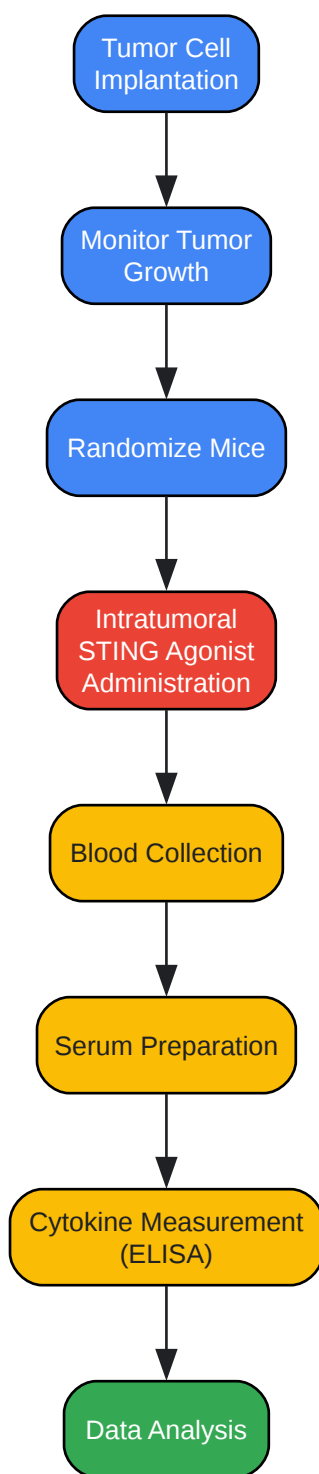 Tumor Cell
Implantation
Monitor Tumor
Growth
Randomize Mice
Intratumoral
STING Agonist
Administration
Blood Collection
Serum Preparation
Cytokine Measurement
(ELISA)
Data Analysis